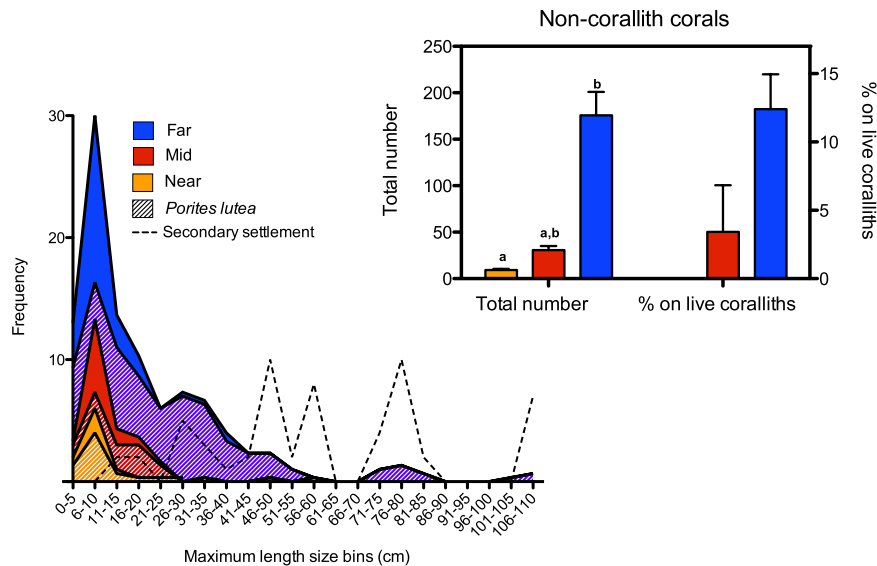 Non-corallith corals
250
200
150
100
50
0
Total number
15
10
5
0
% on live coralliths
a
a,b
b
Total number
% on live coralliths
30
20
10
Frequency
Far
Mid
Near
Porites lutea
Secondary settlement
0-5
6-10
11-15
16-20
21-25
26-30
31-35
36-40
41-45
46-50
51-55
56-60
61-65
66-70
71-75
76-80
81-85
86-90
91-95
96-100
101-105
106-110
Maximum length size bins (cm)